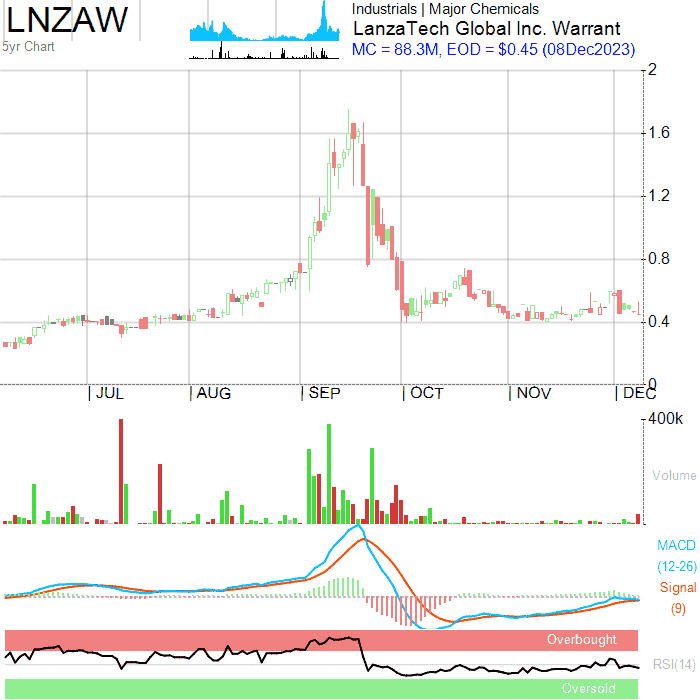 LNZAW
5yr Chart
Industrials | Major Chemicals
LanzaTech Global Inc. Warrant
MC = 88.3M, EOD = $0.45 (08Dec2023)
2
1.6
1.2
0.8
0.4
0
JUL AUG SEP OCT NOV DEC
400k
Volume
MACD
(12-26)
Signal
(9)
Overbought
RSI(14)
Oversold